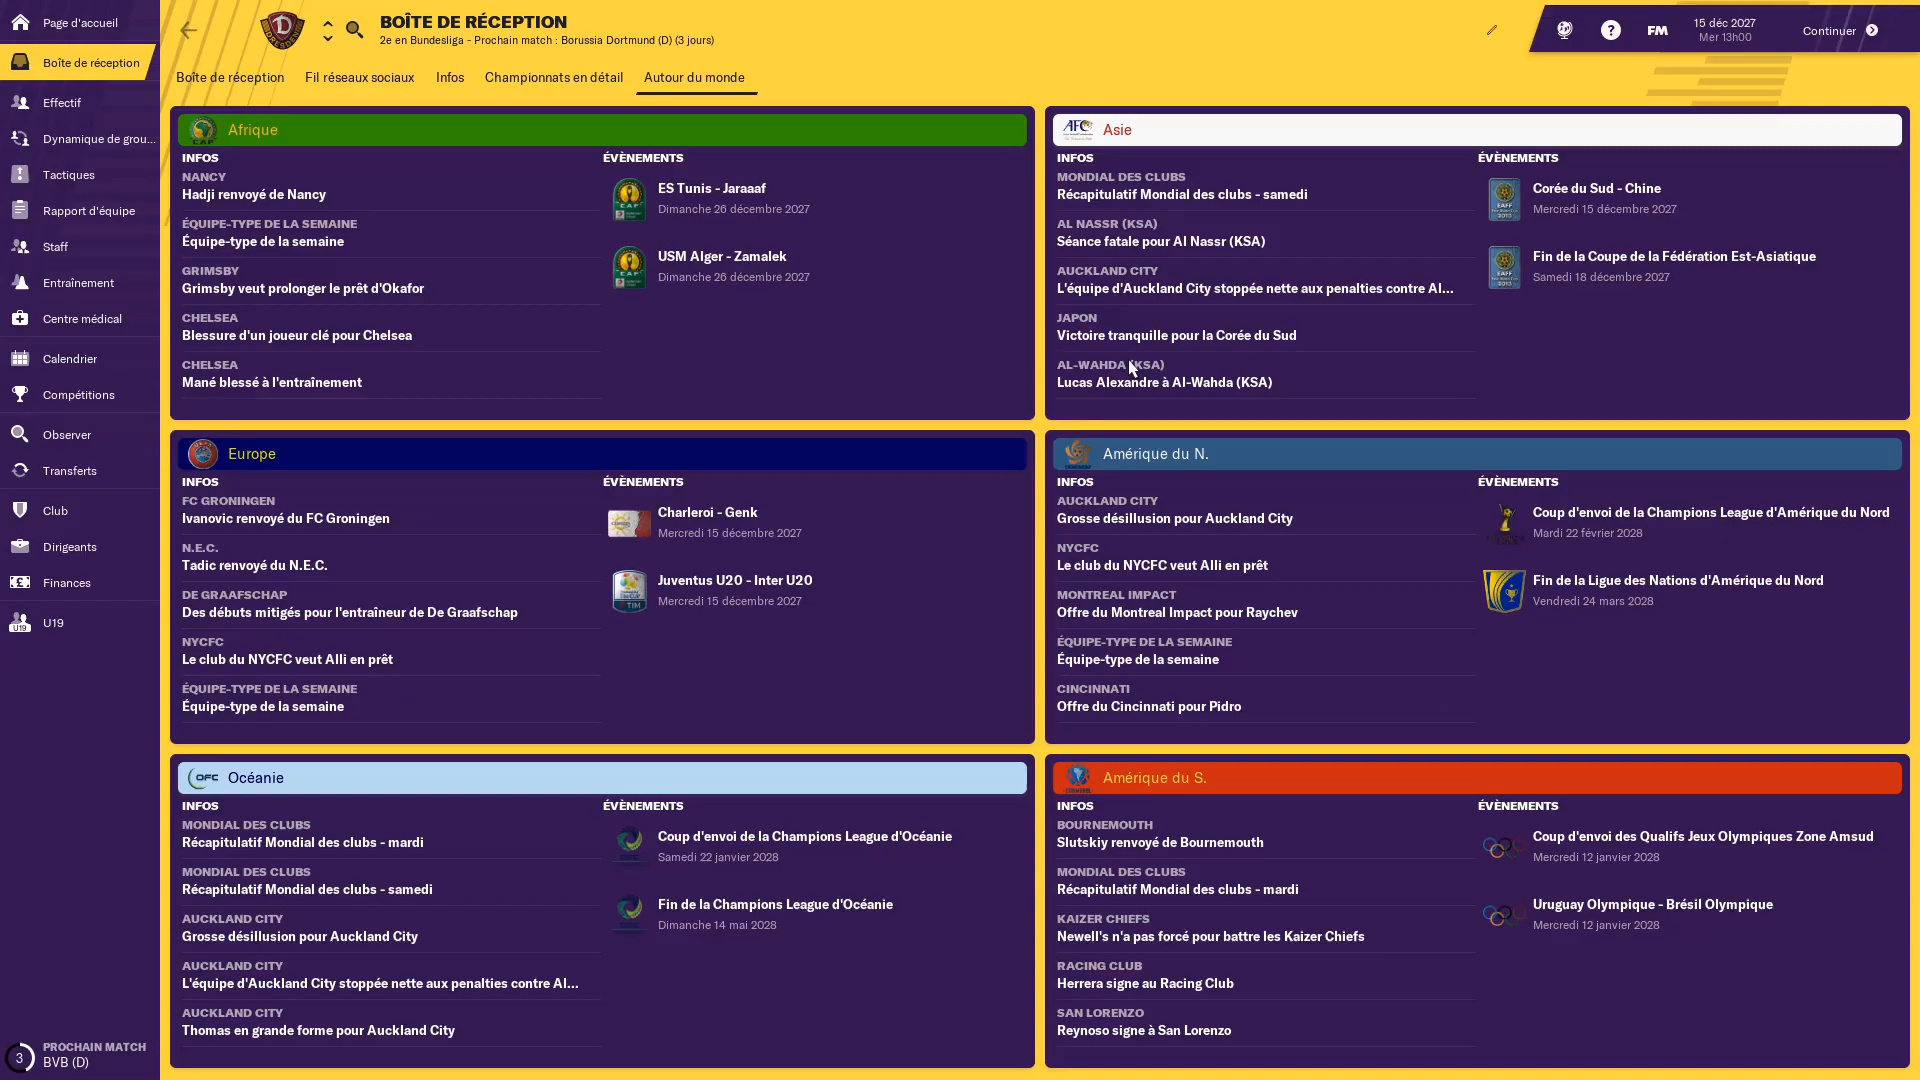 Page d'accueil
Boîte de réception
Effectif
Dynamique de grou...
Tactiques
Rapport d'équipe
Staff
Entraînement
Centre médical
Calendrier
Compétitions
Observer
Transferts
Club
Dirigeants
Finances
U19
U19
3
PROCHAIN MATCH
BVB (D)
BOÎTE DE RÉCEPTION
2e en Bundesliga - Prochain match : Borussia Dortmund (D) (3 jours)
?
FM
15 déc 2027
Mer 13h00
Continuer
Boîte de réception
Fil réseaux sociaux
Infos
Championnats en détail
Autour du monde
Afrique
INFOS
NANCY
Hadji renvoyé de Nancy
ÉQUIPE-TYPE DE LA SEMAINE
Équipe-type de la semaine
GRIMSBY
Grimsby veut prolonger le prêt d'Okafor
CHELSEA
Blessure d'un joueur clé pour Chelsea
CHELSEA
Mané blessé à l'entraînement
ÉVÈNEMENTS
ES Tunis - Jaraaaf
Dimanche 26 décembre 2027
USM Alger - Zamalek
Dimanche 26 décembre 2027
AFC
Asie
INFOS
MONDIAL DES CLUBS
Récapitulatif Mondial des clubs - samedi
AL NASSR (KSA)
Séance fatale pour Al Nassr (KSA)
AUCKLAND CITY
L'équipe d'Auckland City stoppée nette aux penalties contre Al...
JAPON
Victoire tranquille pour la Corée du Sud
AL-WAHDA (KSA)
Lucas Alexandre à Al-Wahda (KSA)
ÉVÈNEMENTS
Corée du Sud - Chine
Mercredi 15 décembre 2027
Fin de la Coupe de la Fédération Est-Asiatique
Samedi 18 décembre 2027
Europe
INFOS
FC GRONINGEN
Ivanovic renvoyé du FC Groningen
N.E.C.
Tadic renvoyé du N.E.C.
DE GRAAFSCHAP
Des débuts mitigés pour l'entraîneur de De Graafschap
NYCFC
Le club du NYCFC veut Alli en prêt
ÉQUIPE-TYPE DE LA SEMAINE
Équipe-type de la semaine
ÉVÈNEMENTS
Charleroi - Genk
Mercredi 15 décembre 2027
Juventus U20 - Inter U20
Mercredi 15 décembre 2027
Amérique du N.
INFOS
AUCKLAND CITY
Grosse désillusion pour Auckland City
NYCFC
Le club du NYCFC veut Alli en prêt
MONTREAL IMPACT
Offre du Montreal Impact pour Raychev
ÉQUIPE-TYPE DE LA SEMAINE
Équipe-type de la semaine
CINCINNATI
Offre du Cincinnati pour Pidro
ÉVÈNEMENTS
Coup d'envoi de la Champions League d'Amérique du Nord
Mardi 22 février 2028
Fin de la Ligue des Nations d'Amérique du Nord
Vendredi 24 mars 2028
OFC
Océanie
INFOS
MONDIAL DES CLUBS
Récapitulatif Mondial des clubs - mardi
MONDIAL DES CLUBS
Récapitulatif Mondial des clubs - samedi
AUCKLAND CITY
Grosse désillusion pour Auckland City
AUCKLAND CITY
L'équipe d'Auckland City stoppée nette aux penalties contre Al...
AUCKLAND CITY
Thomas en grande forme pour Auckland City
ÉVÈNEMENTS
Coup d'envoi de la Champions League d'Océanie
Samedi 22 janvier 2028
Fin de la Champions League d'Océanie
Dimanche 14 mai 2028
Amérique du S.
INFOS
BOURNEMOUTH
Slutskiy renvoyé de Bournemouth
MONDIAL DES CLUBS
Récapitulatif Mondial des clubs - mardi
KAIZER CHIEFS
Newell's n'a pas forcé pour battre les Kaizer Chiefs
RACING CLUB
Herrera signe au Racing Club
SAN LORENZO
Reynoso signe à San Lorenzo
ÉVÈNEMENTS
Coup d'envoi des Qualifs Jeux Olympiques Zone Amsud
Mercredi 12 janvier 2028
Uruguay Olympique - Brésil Olympique
Mercredi 12 janvier 2028